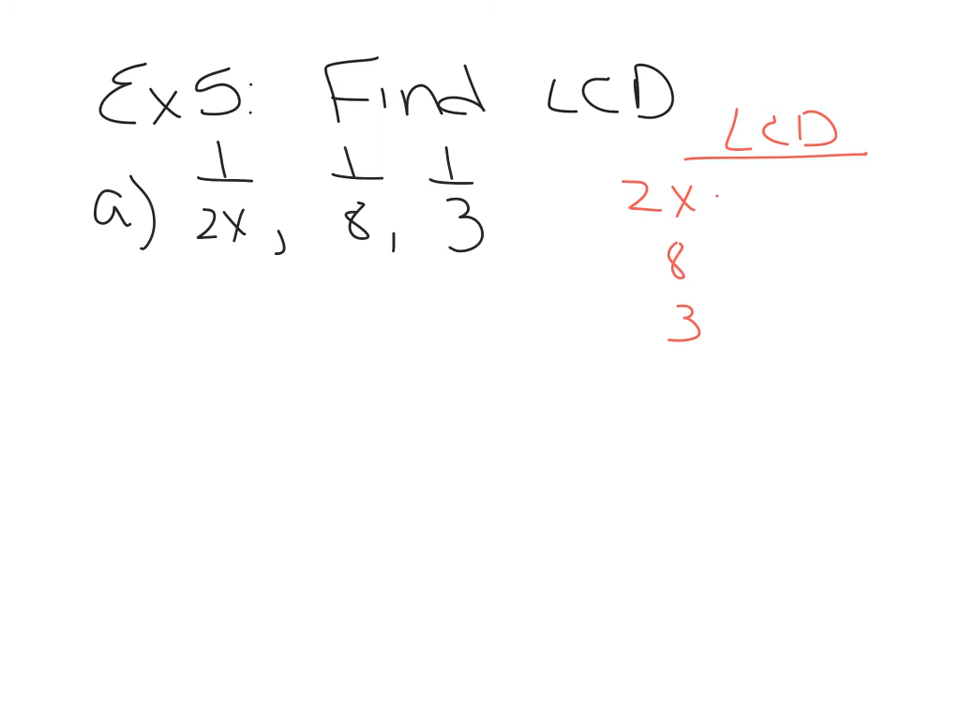 Ex5: Find LCD
a) 1/2x, 1/8, 1/3
LCD
2x ·
8
3